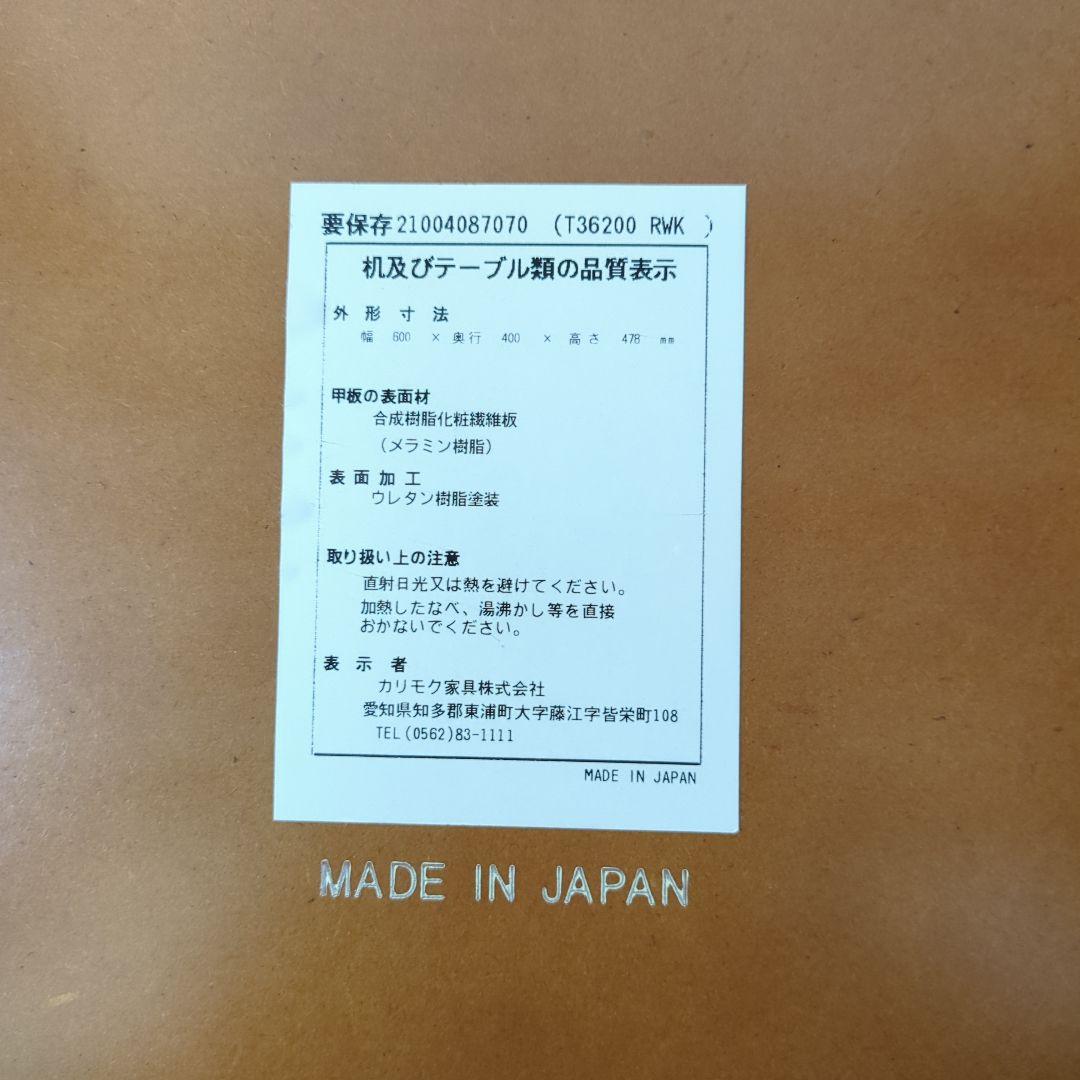 要保存21004087070 (T36200 RWK )
机及びテーブル類の品質表示
外形寸法
幅 600 × 奥行 400 × 高さ 478 mm
甲板の表面材
合成樹脂化粧繊維板
(メラミン樹脂)
表面加工
ウレタン樹脂塗装
取り扱い上の注意
直射日光又は熱を避けてください。
加熱したなべ、湯沸かし等を直接
おかないでください。
表示者
カリモク家具株式会社
愛知県知多郡東浦町大字藤江字皆栄町108
TEL(0562)83-1111
MADE IN JAPAN
MADE IN JAPAN